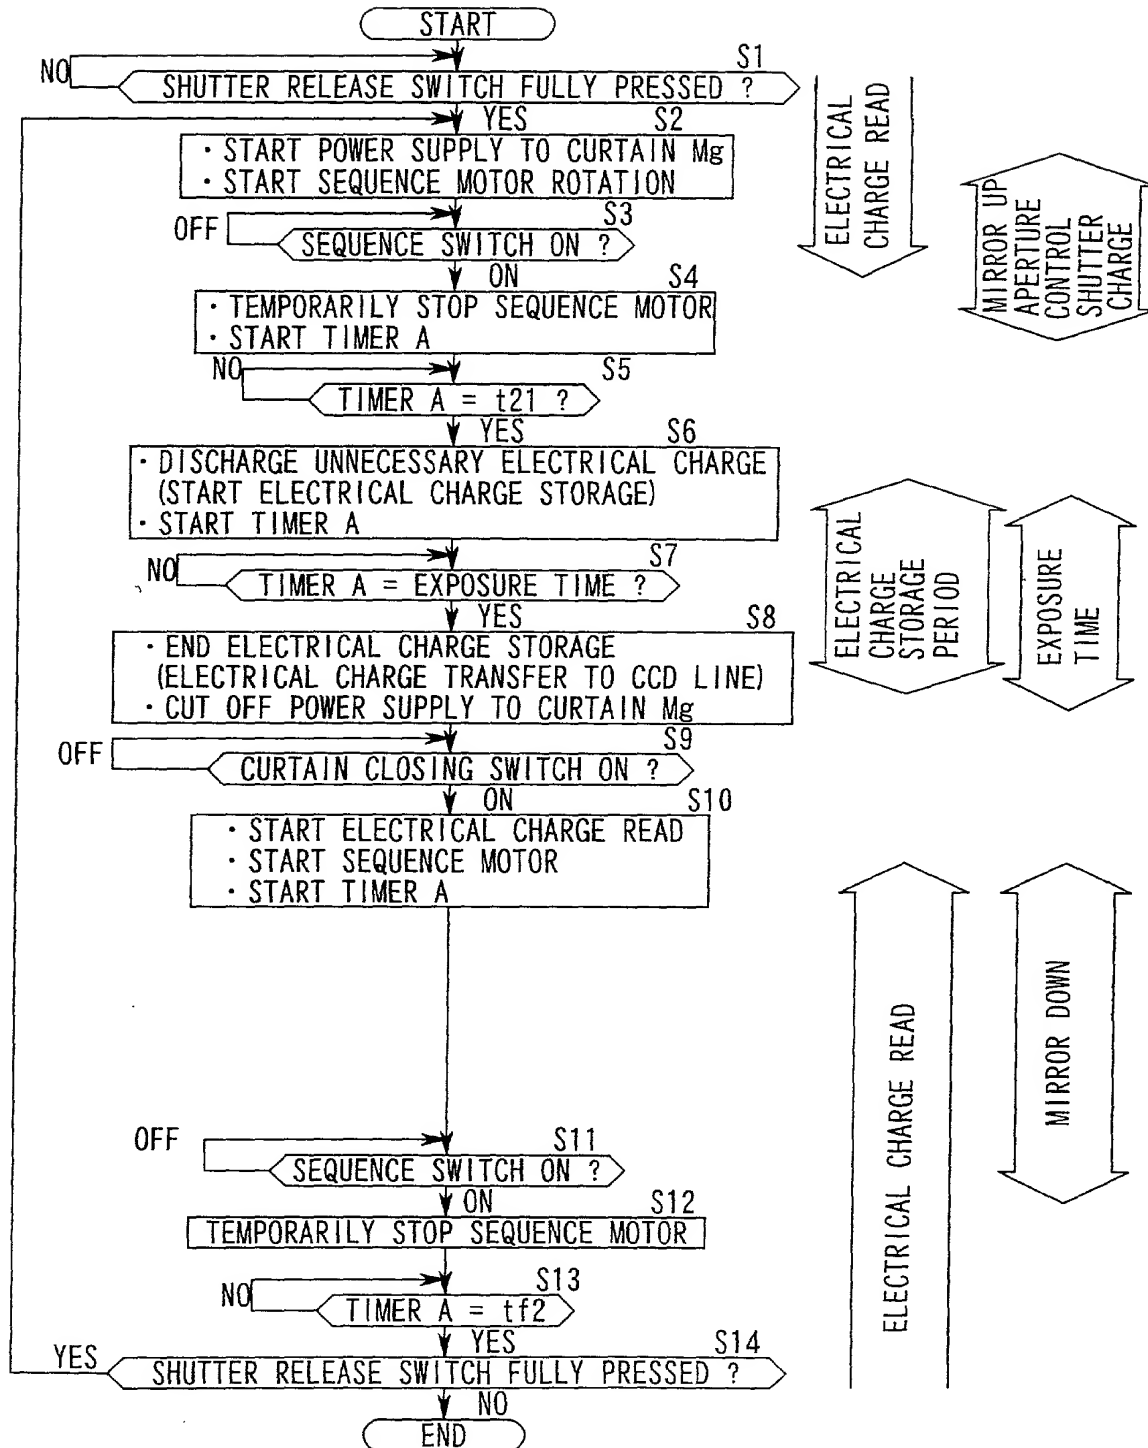 START
NO
S1
SHUTTER RELEASE SWITCH FULLY PRESSED ?
YES
S2
· START POWER SUPPLY TO CURTAIN Mg
· START SEQUENCE MOTOR ROTATION
OFF
S3
SEQUENCE SWITCH ON ?
ON
S4
· TEMPORARILY STOP SEQUENCE MOTOR
· START TIMER A
NO
S5
TIMER A = t21 ?
YES
S6
· DISCHARGE UNNECESSARY ELECTRICAL CHARGE
(START ELECTRICAL CHARGE STORAGE)
· START TIMER A
NO
S7
TIMER A = EXPOSURE TIME ?
YES
S8
· END ELECTRICAL CHARGE STORAGE
(ELECTRICAL CHARGE TRANSFER TO CCD LINE)
· CUT OFF POWER SUPPLY TO CURTAIN Mg
OFF
S9
CURTAIN CLOSING SWITCH ON ?
ON
S10
· START ELECTRICAL CHARGE READ
· START SEQUENCE MOTOR
· START TIMER A
OFF
S11
SEQUENCE SWITCH ON ?
ON
S12
TEMPORARILY STOP SEQUENCE MOTOR
NO
S13
TIMER A = tf2
YES
S14
YES
SHUTTER RELEASE SWITCH FULLY PRESSED ?
NO
END
ELECTRICAL
CHARGE READ
MIRROR UP
APERTURE
CONTROL
SHUTTER
CHARGE
ELECTRICAL
CHARGE
STORAGE
PERIOD
EXPOSURE
TIME
ELECTRICAL CHARGE READ
MIRROR DOWN